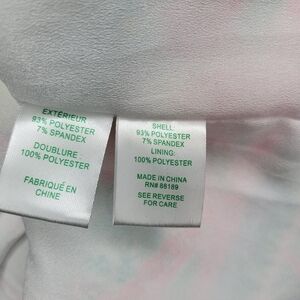 EXTÉRIEUR
93% POLYESTER
7% SPANDEX
DOUBLURE :
100% POLYESTER
FABRIQUÉ EN
CHINE
SHELL:
93% POLYESTER
7% SPANDEX
LINING:
100% POLYESTER
MADE IN CHINA
RN# 66189
SEE REVERSE
FOR CARE